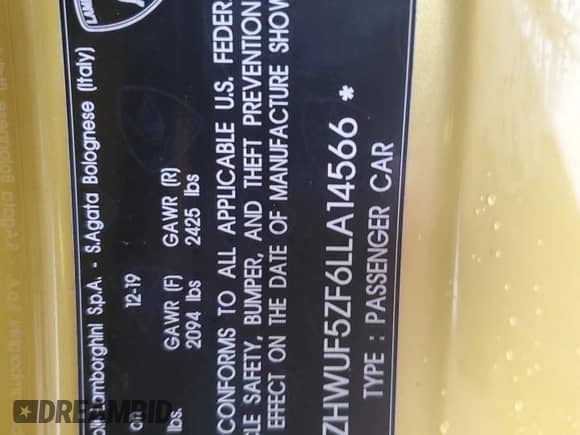 LAM
Lamborghini S.p.A. - S.Agata Bolognese (Italy)
12-19
GAWR (F) GAWR (R)
lbs. 2094 lbs 2425 lbs
CONFORMS TO ALL APPLICABLE U.S. FEDER
CLE SAFETY, BUMPER, AND THEFT PREVENTION
EFFECT ON THE DATE OF MANUFACTURE SHOW
ZHWUF5ZF6LLA14566 *
TYPE : PASSENGER CAR
DREAMBID